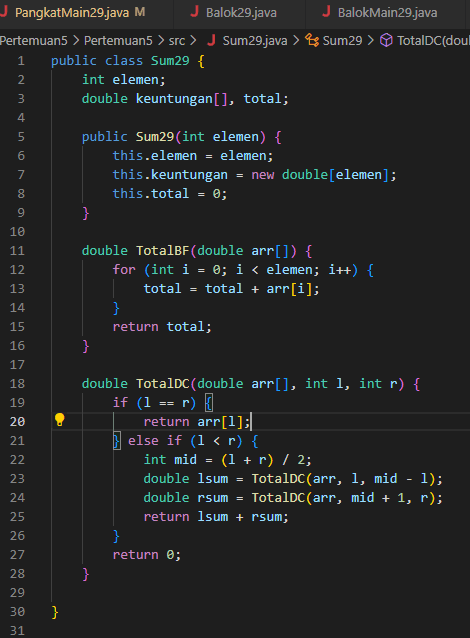 PangkatMain29.java M Balok29.java BalokMain29.java
Pertemuan5 > Pertemuan5 > src > Sum29.java > Sum29 > TotalDC(dou
1 public class Sum29 {
2 int elemen;
3 double keuntungan[], total;
4
5 public Sum29(int elemen) {
6 this.elemen = elemen;
7 this.keuntungan = new double[elemen];
8 this.total = 0;
9 }
10
11 double TotalBF(double arr[]) {
12 for (int i = 0; i < elemen; i++) {
13 total = total + arr[i];
14 }
15 return total;
16 }
17
18 double TotalDC(double arr[], int l, int r) {
19 if (l == r) {
20 return arr[l];
21 } else if (l < r) {
22 int mid = (l + r) / 2;
23 double lsum = TotalDC(arr, l, mid - l);
24 double rsum = TotalDC(arr, mid + 1, r);
25 return lsum + rsum;
26 }
27 return 0;
28 }
29
30 }
31